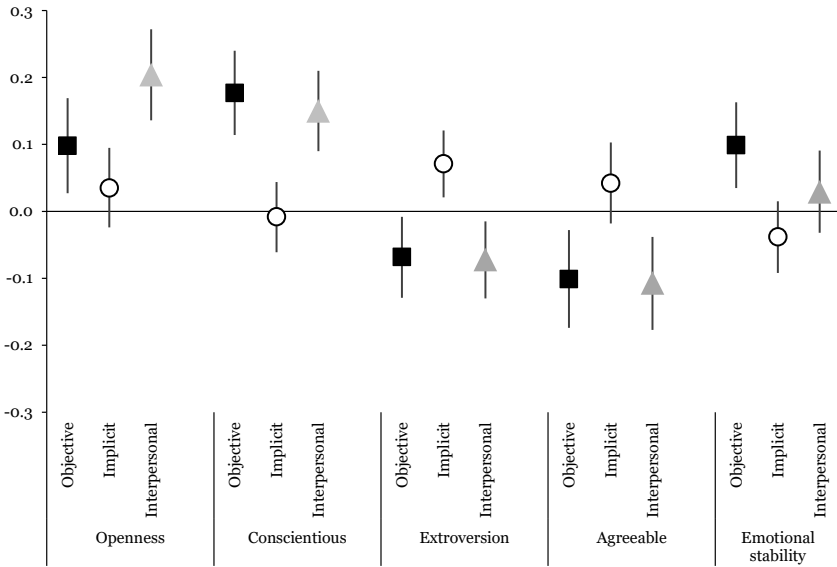 0.3
0.2
0.1
0.0
-0.1
-0.2
-0.3
Objective
Implicit
Interpersonal
Objective
Implicit
Interpersonal
Objective
Implicit
Interpersonal
Objective
Implicit
Interpersonal
Objective
Implicit
Interpersonal
Openness
Conscientious
Extroversion
Agreeable
Emotional
stability